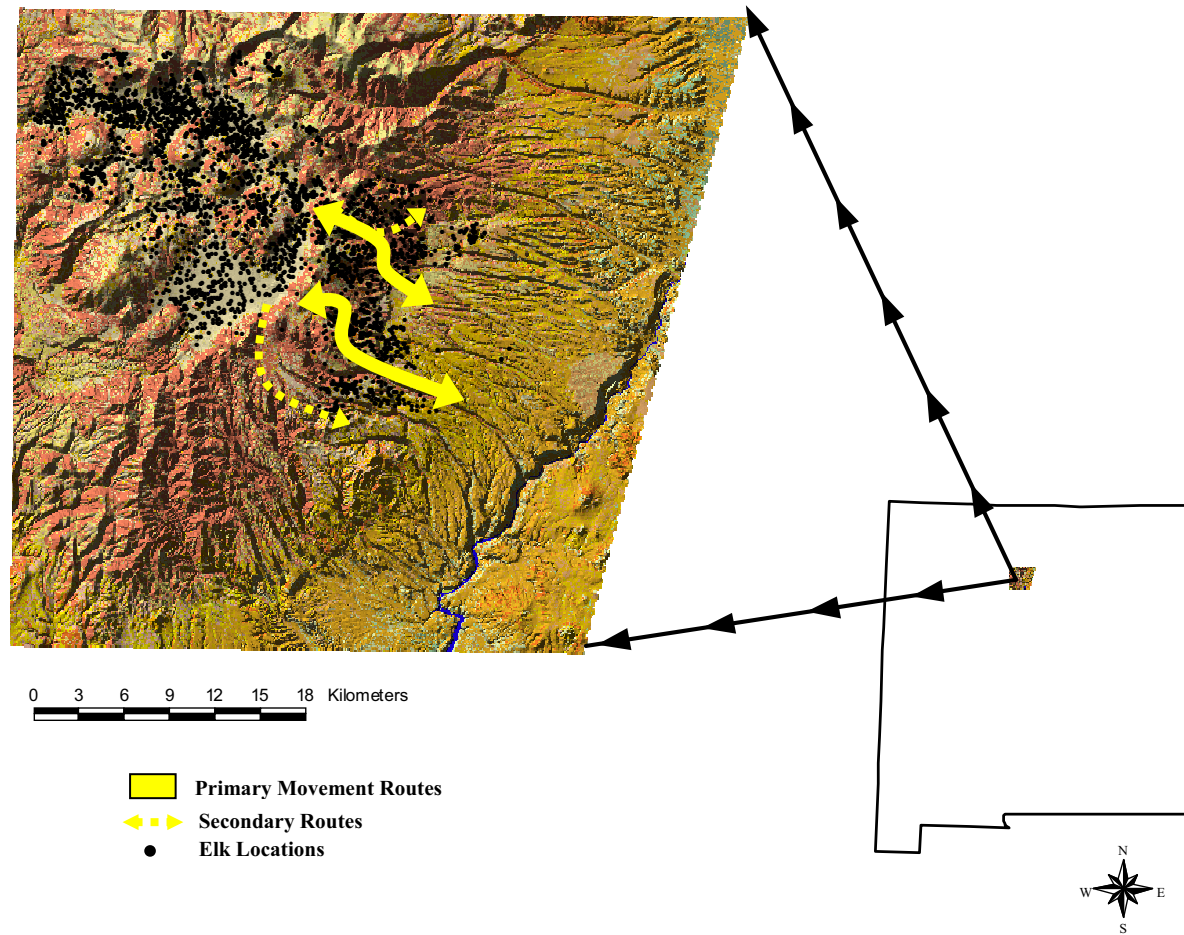 0 3 6 9 12 15 18 Kilometers
Primary Movement Routes
Secondary Routes
Elk Locations
N
W E
S